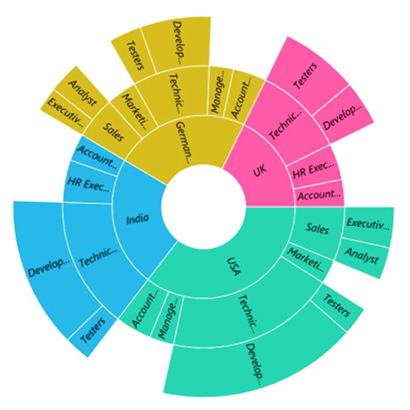 Develop...
Testers
Technic...
Manage...
Account...
Marketi...
Analyst
Executiv...
Sales
German...
Testers
Develop...
Technic...
HR Exec...
Account...
UK
Account...
HR Exec...
India
Technic...
Develop...
Testers
USA
Sales
Executiv...
Analyst
Marketi...
Testers
Technic...
Develop...
Manage...
Account...